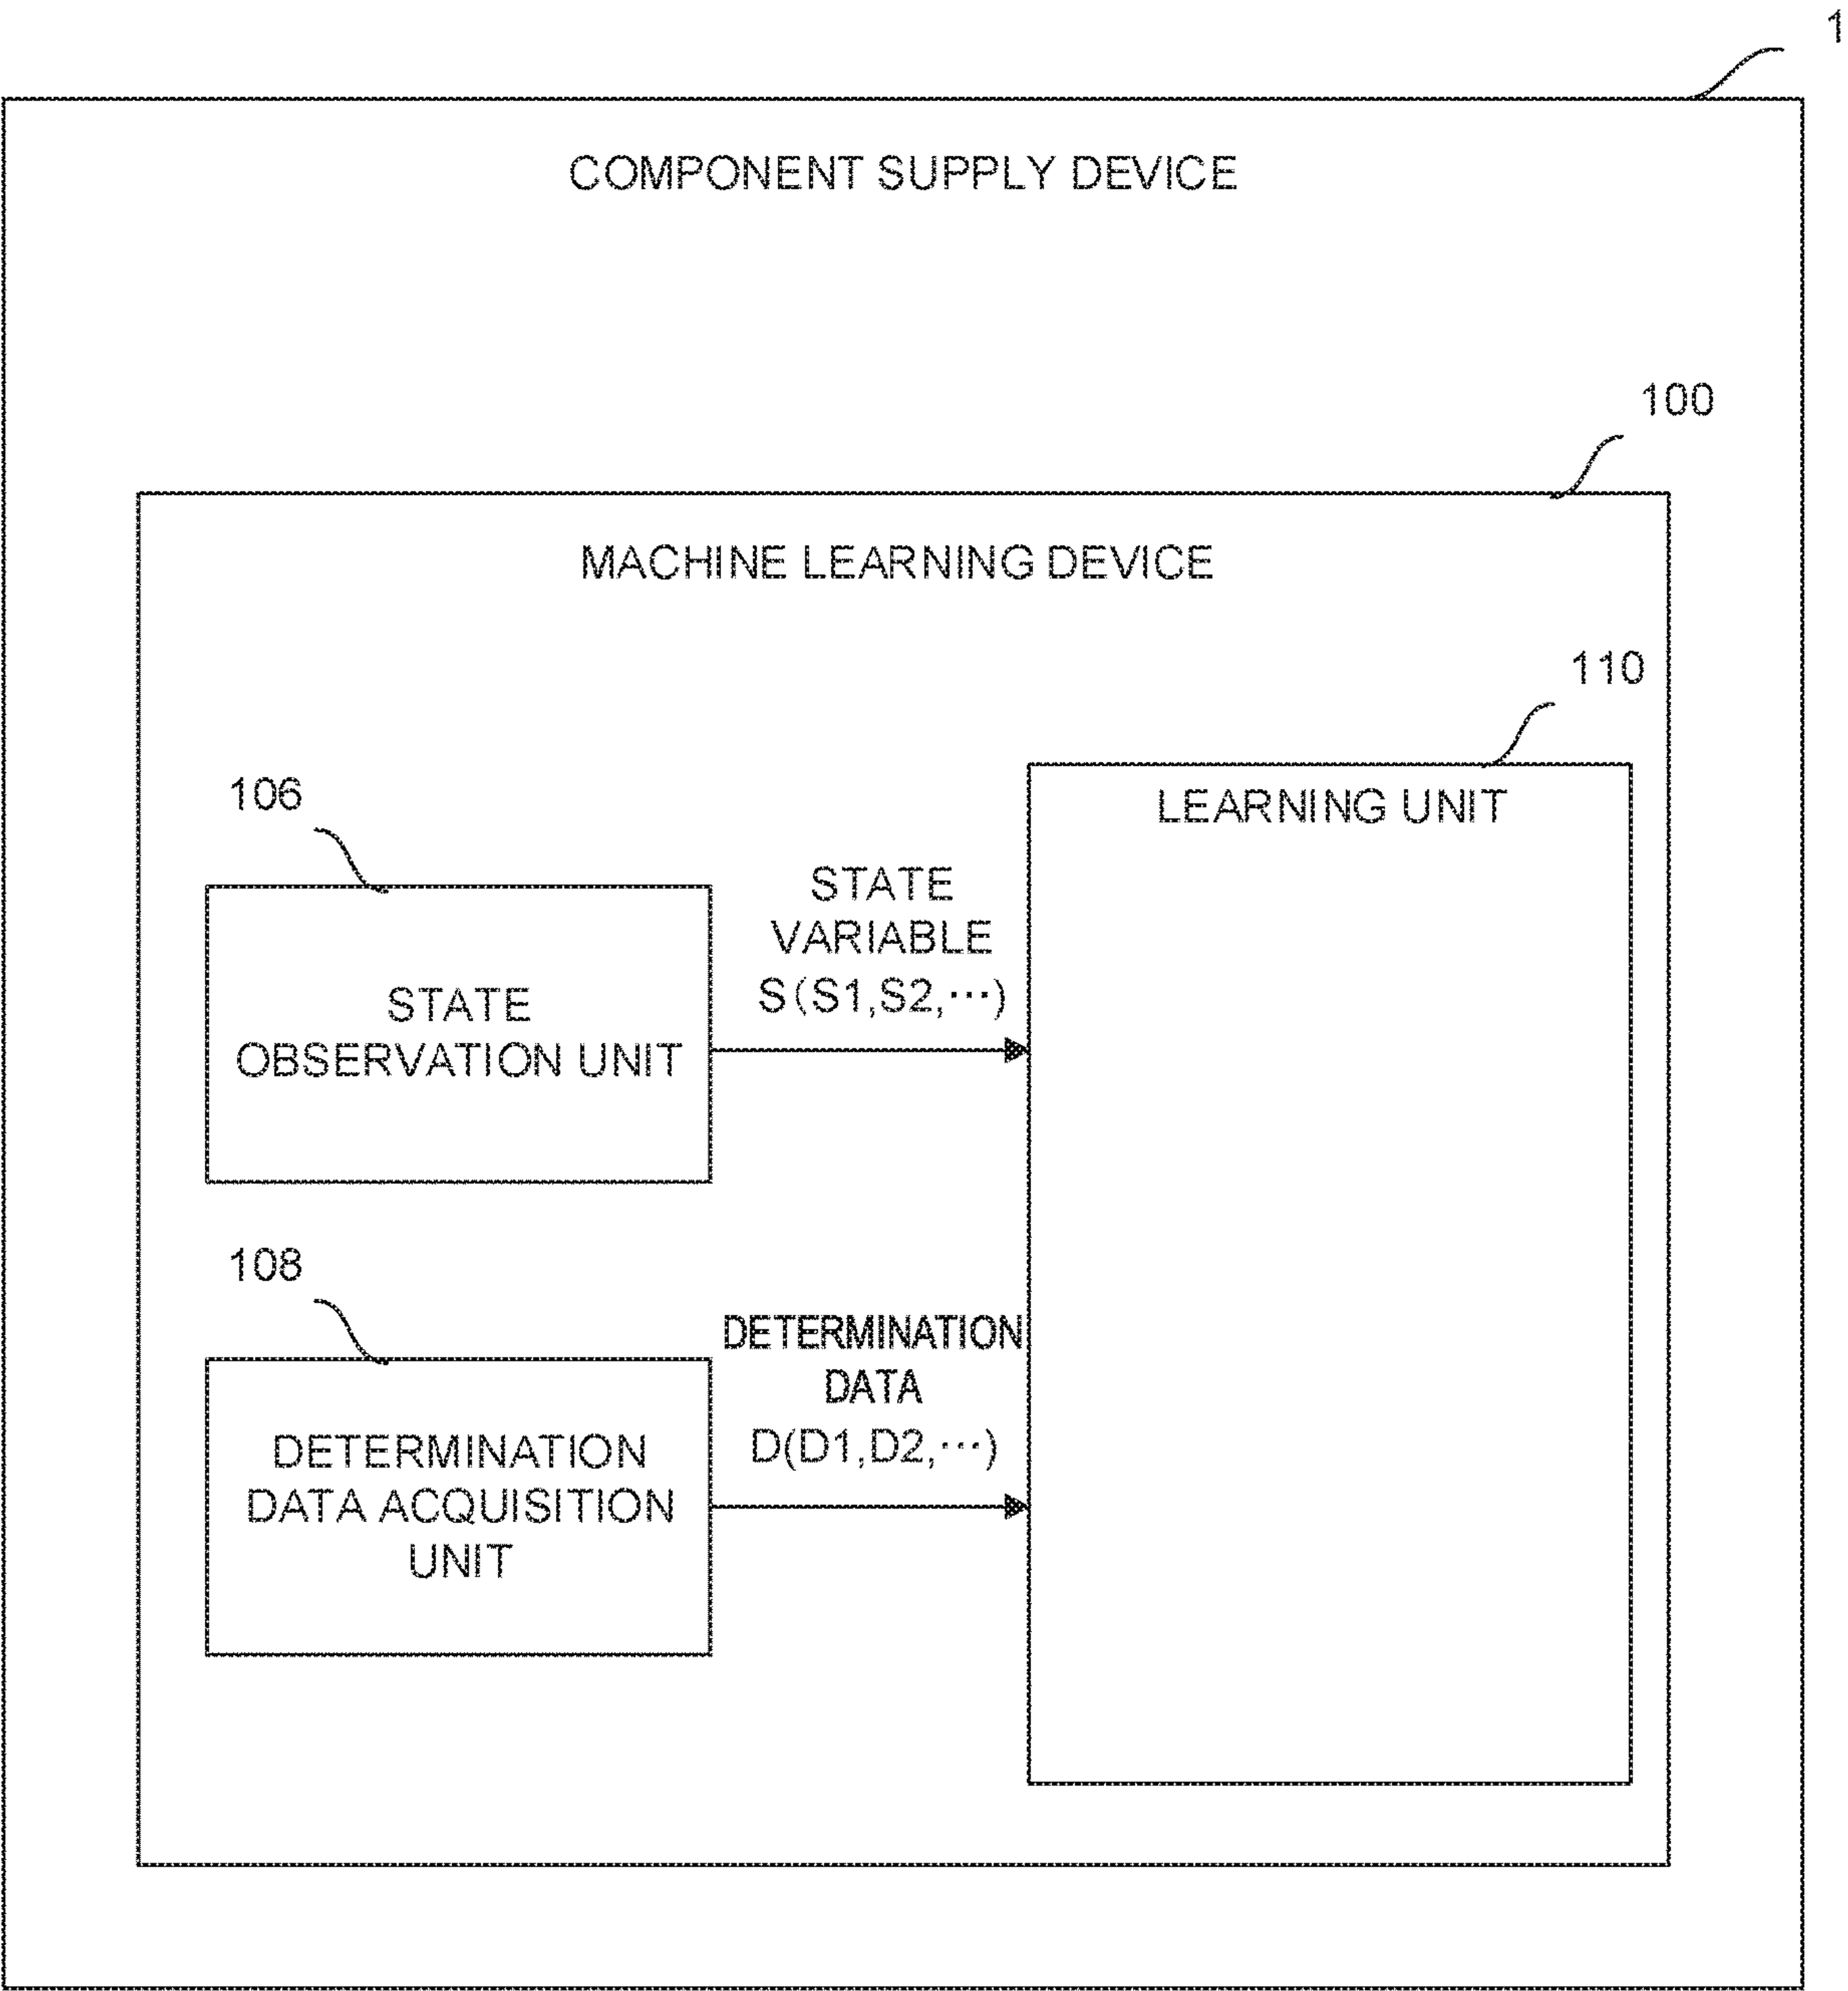 1
COMPONENT SUPPLY DEVICE
100
MACHINE LEARNING DEVICE
110
LEARNING UNIT
106
STATE
OBSERVATION UNIT
STATE
VARIABLE
S(S1,S2,⋯)
108
DETERMINATION
DATA ACQUISITION
UNIT
DETERMINATION
DATA
D(D1,D2,⋯)